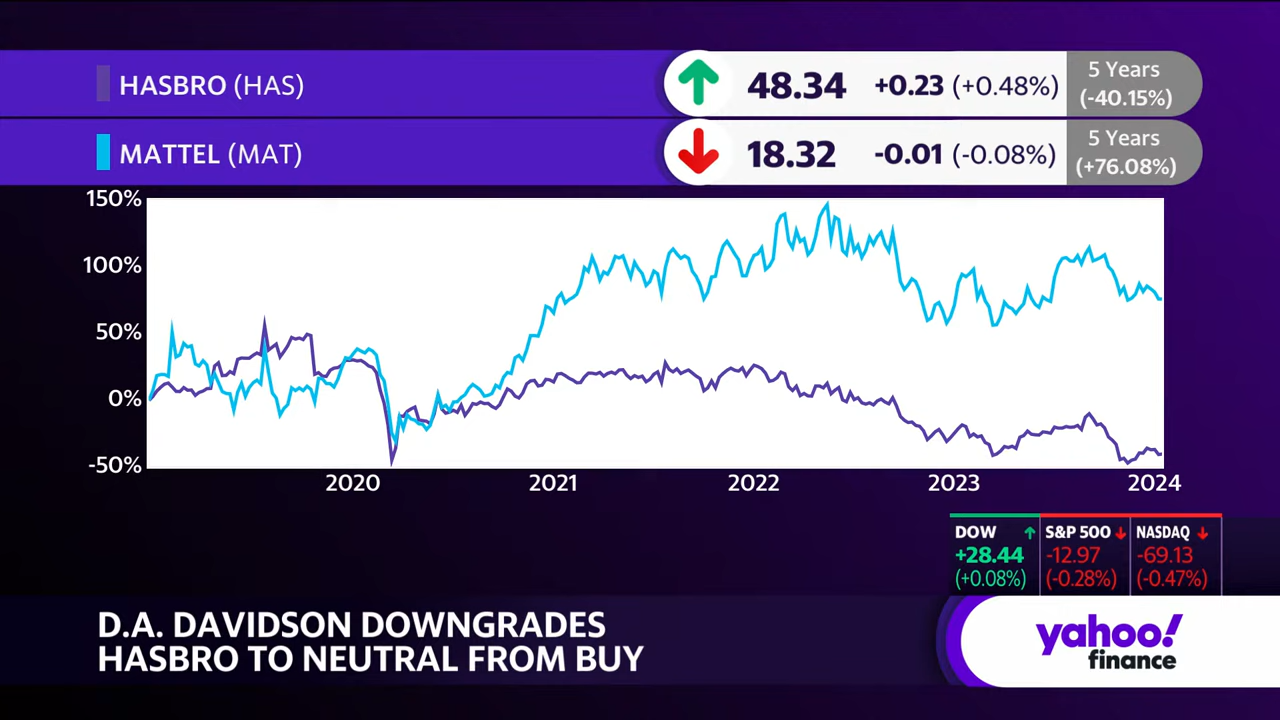 HASBRO (HAS) 48.34 +0.23 (+0.48%) 5 Years (-40.15%)
MATTEL (MAT) 18.32 -0.01 (-0.08%) 5 Years (+76.08%)
150%
100%
50%
0%
-50%
2020 2021 2022 2023 2024
DOW S&P 500 NASDAQ
+28.44 -12.97 -69.13
(+0.08%) (-0.28%) (-0.47%)
D.A. DAVIDSON DOWNGRADES
HASBRO TO NEUTRAL FROM BUY
yahoo!
finance